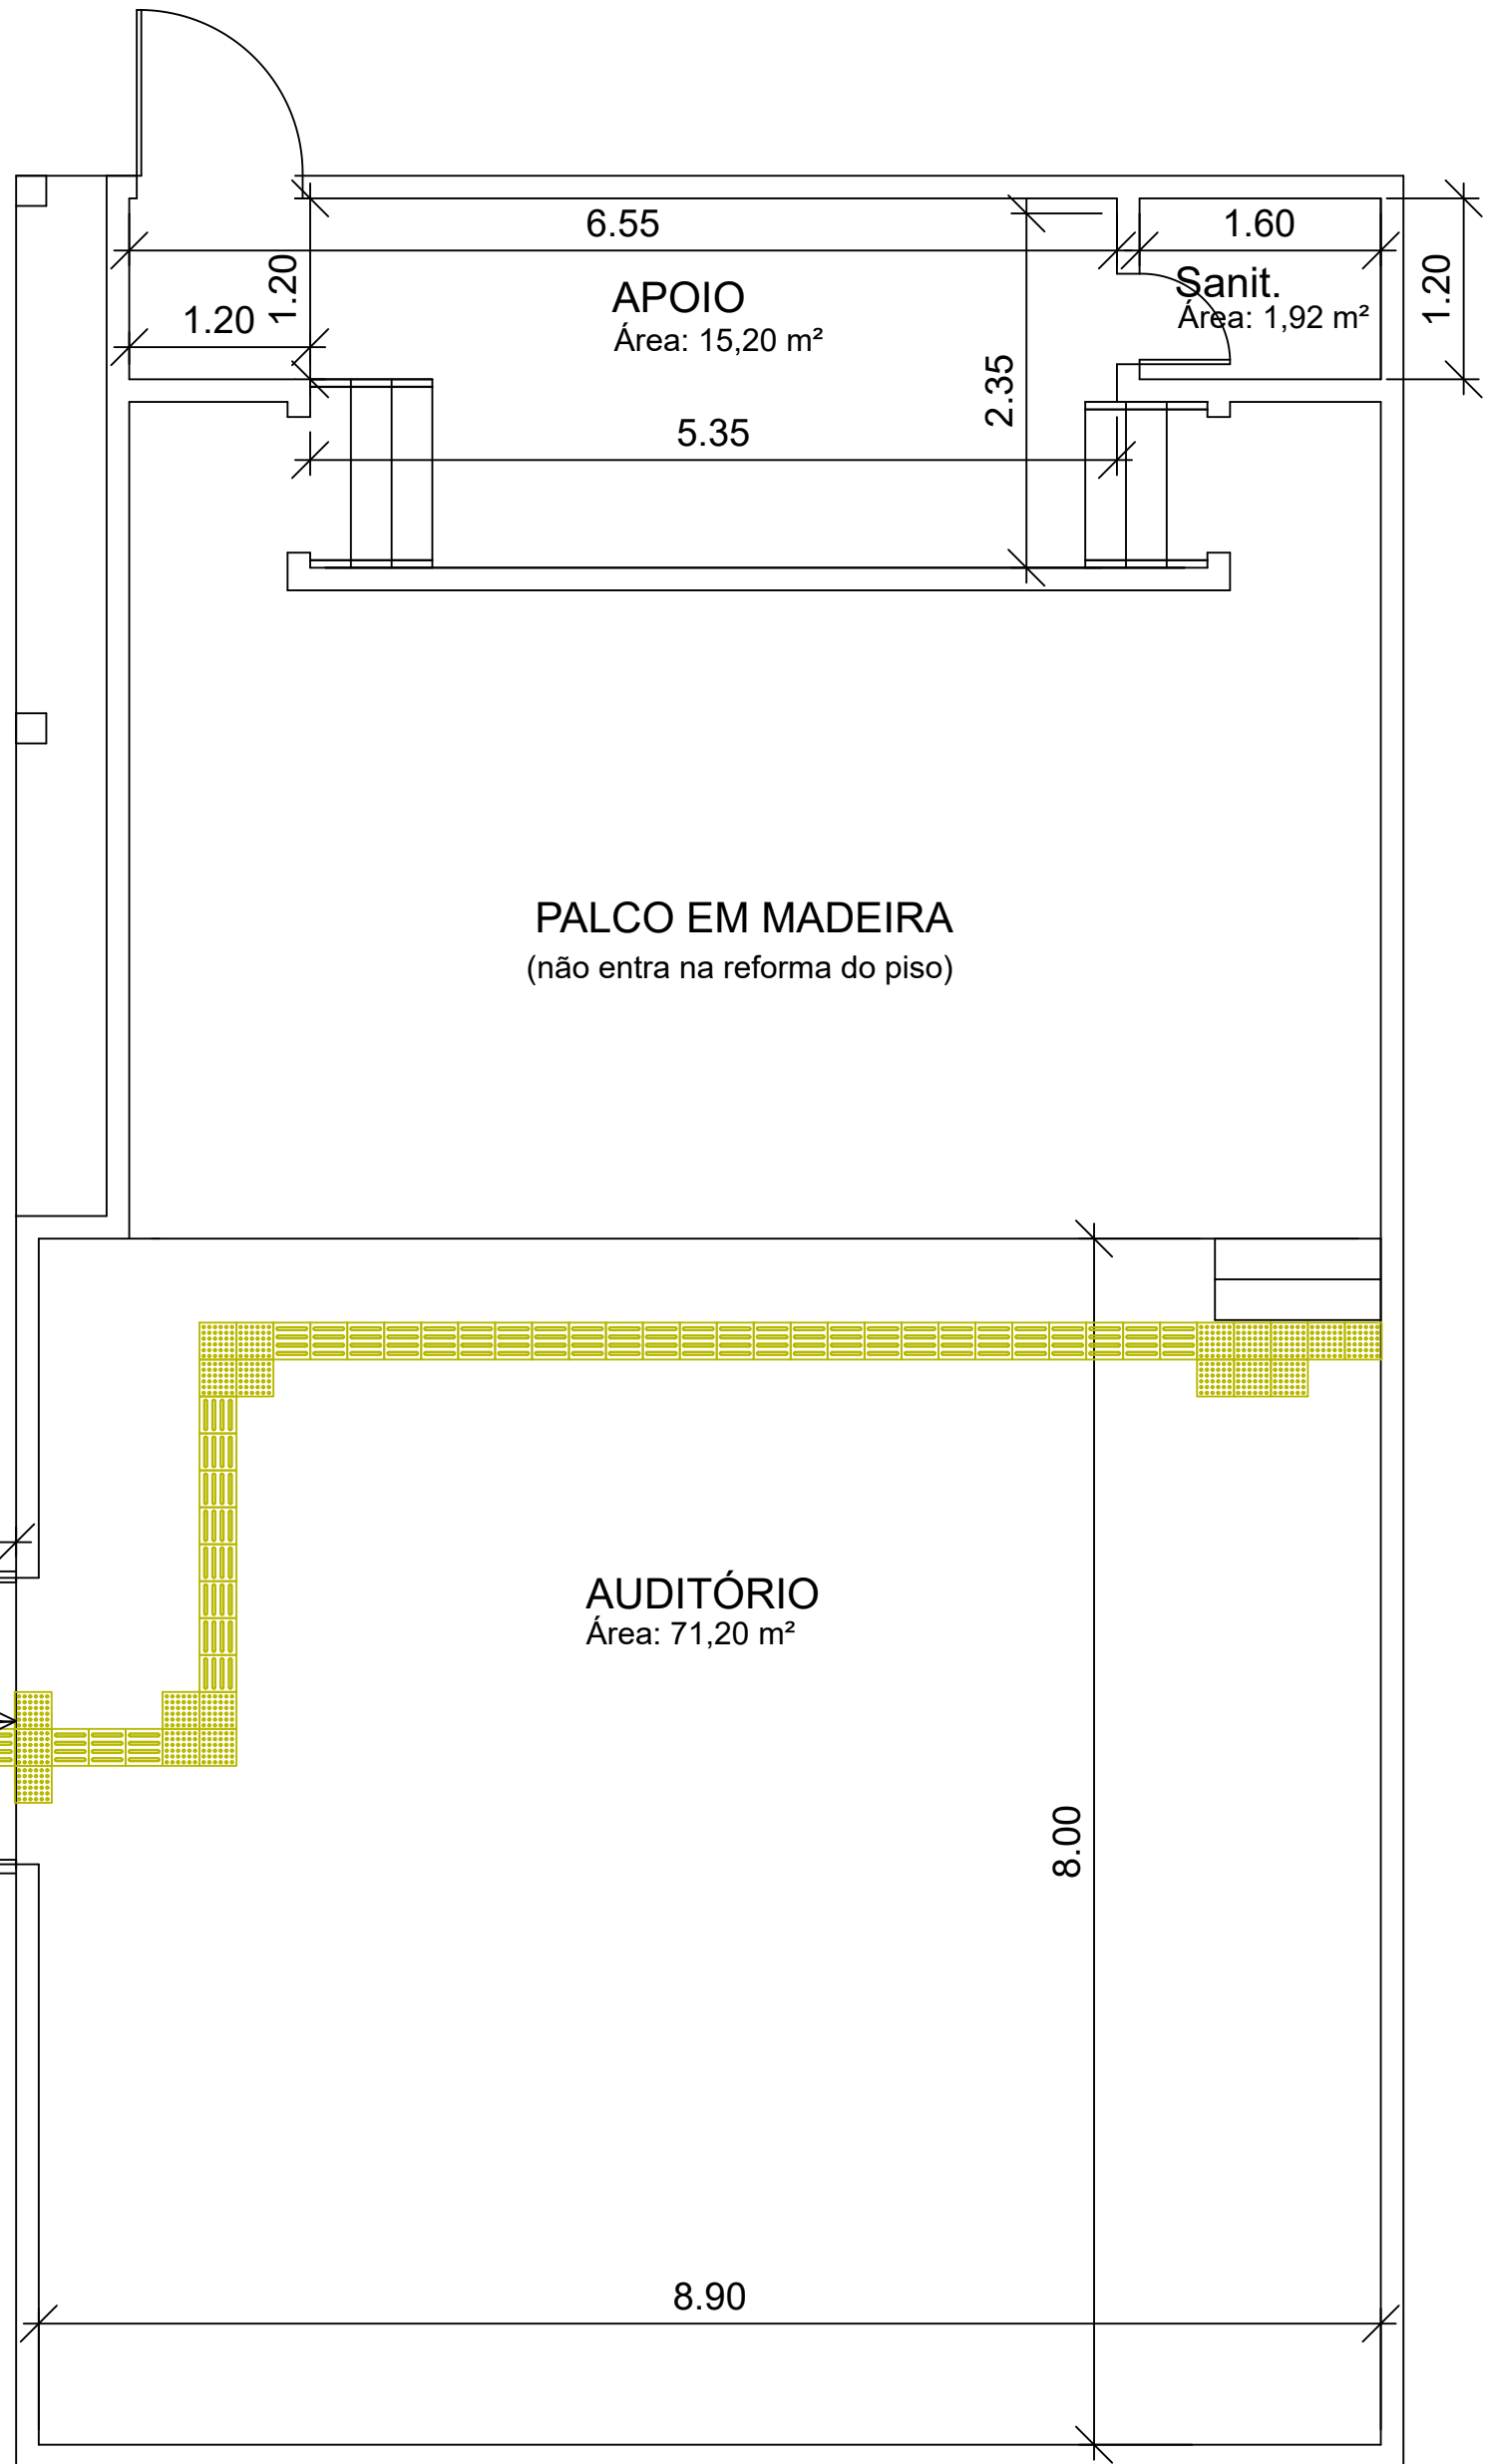 6.55
1.60
1.20
1.20
1.20
APOIO
Área: 15,20 m²
Sanit.
Área: 1,92 m²
2.35
5.35
PALCO EM MADEIRA
(não entra na reforma do piso)
AUDITÓRIO
Área: 71,20 m²
8.00
8.90